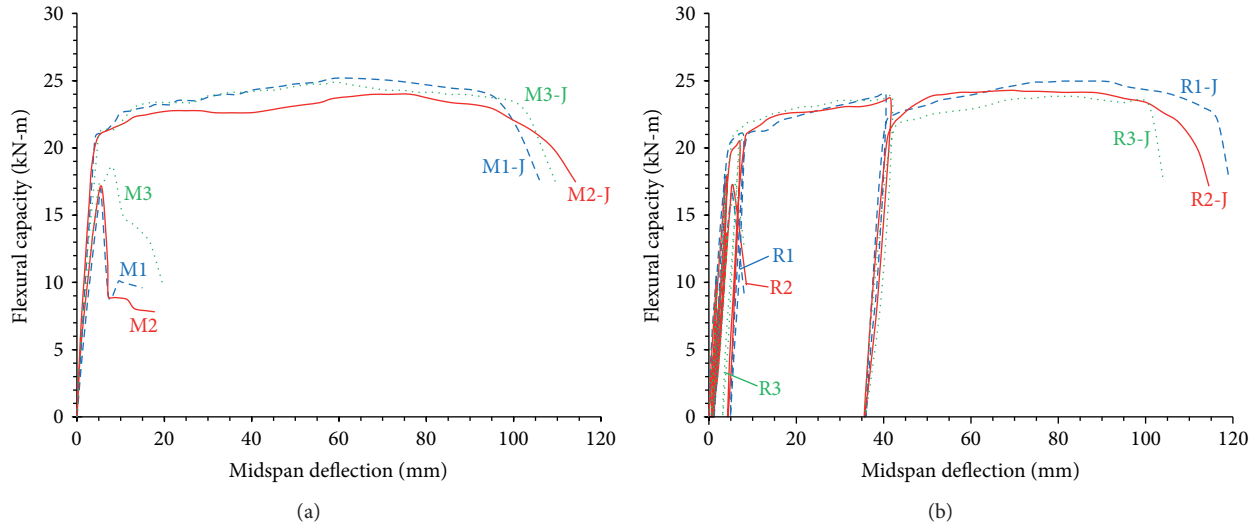 30
25
20
15
10
5
0
Flexural capacity (kN-m)
M3-J
M1-J
M2-J
M3
M1
M2
0 20 40 60 80 100 120
Midspan deflection (mm)
(a)
30
25
20
15
10
5
0
Flexural capacity (kN-m)
R1-J
R3-J
R2-J
R1
R2
R3
0 20 40 60 80 100 120
Midspan deflection (mm)
(b)